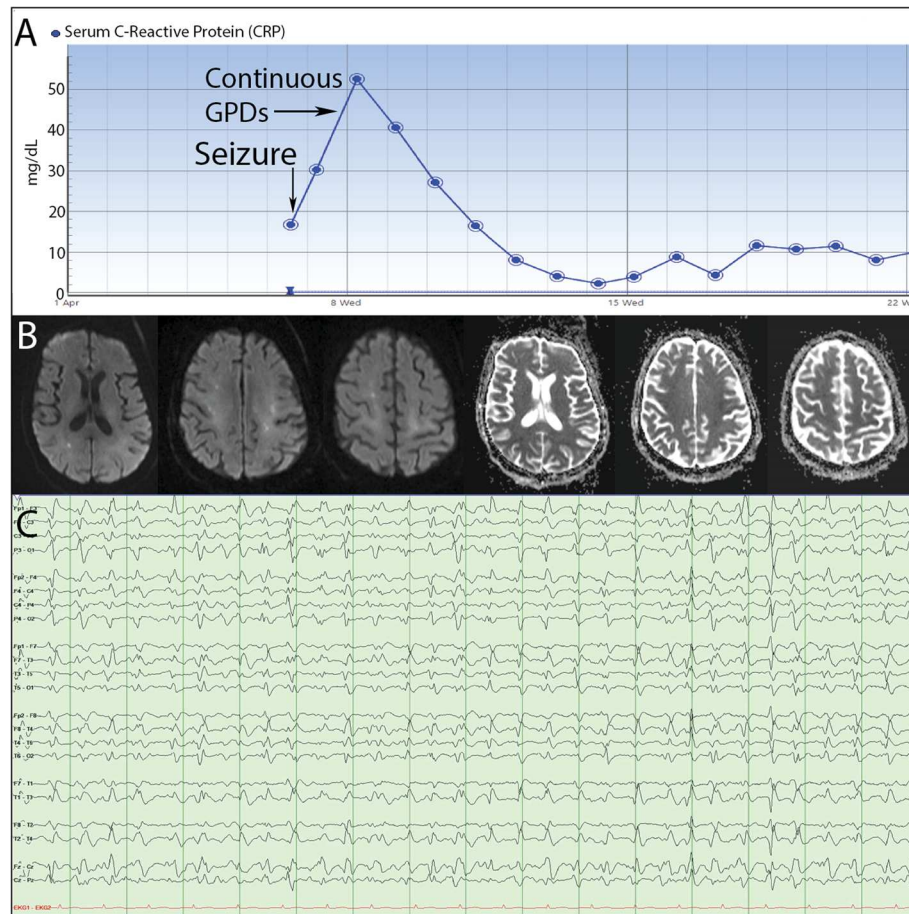 A
Serum C-Reactive Protein (CRP)
Continuous
GPDs
Seizure
mg/dL
50
40
30
20
10
0
1 Apr
8 Wed
15 Wed
22 W
B
C
Fp1 - F3
C3
P3 - O1
Fp2 - F4
F4 - C4
C4 - P4
P4 - O2
Fp1 - F7
F7 - T3
T3 - T5
T5 - O1
Fp2 - F8
F8 - T4
T4 - T6
T6 - O2
F7 - T1
T1 - T3
F8 - T2
T2 - T4
Fz - Cz
Cz - Pz
EKG1 - EKG2